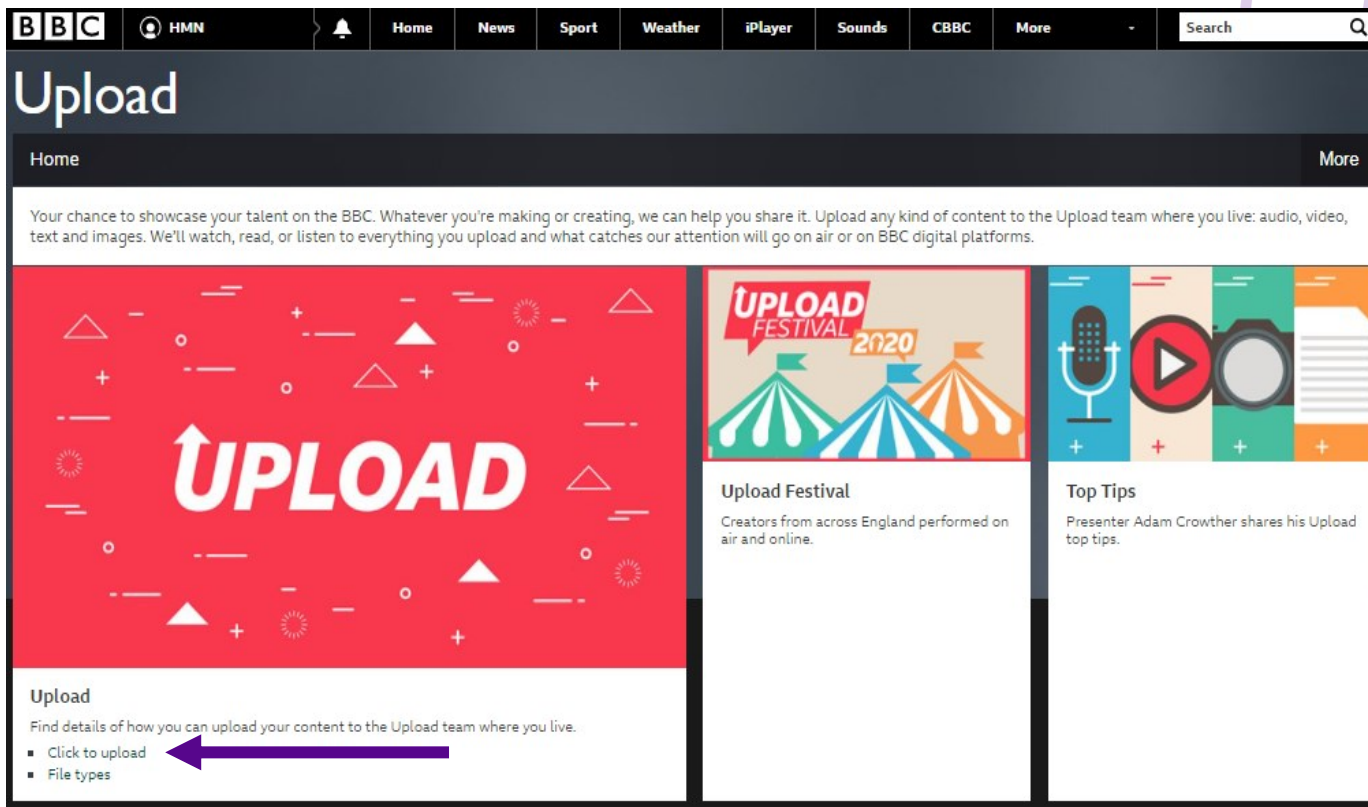 BBC HMN Home News Sport Weather iPlayer Sounds CBBC More Search
Upload
Home More
Your chance to showcase your talent on the BBC. Whatever you're making or creating, we can help you share it. Upload any kind of content to the Upload team where you live: audio, video,
text and images. We'll watch, read, or listen to everything you upload and what catches our attention will go on air or on BBC digital platforms.
UPLOAD
Upload
Find details of how you can upload your content to the Upload team where you live.
Click to upload
File types
UPLOAD
FESTIVAL
2020
Upload Festival
Creators from across England performed on
air and online.
Top Tips
Presenter Adam Crowther shares his Upload
top tips.